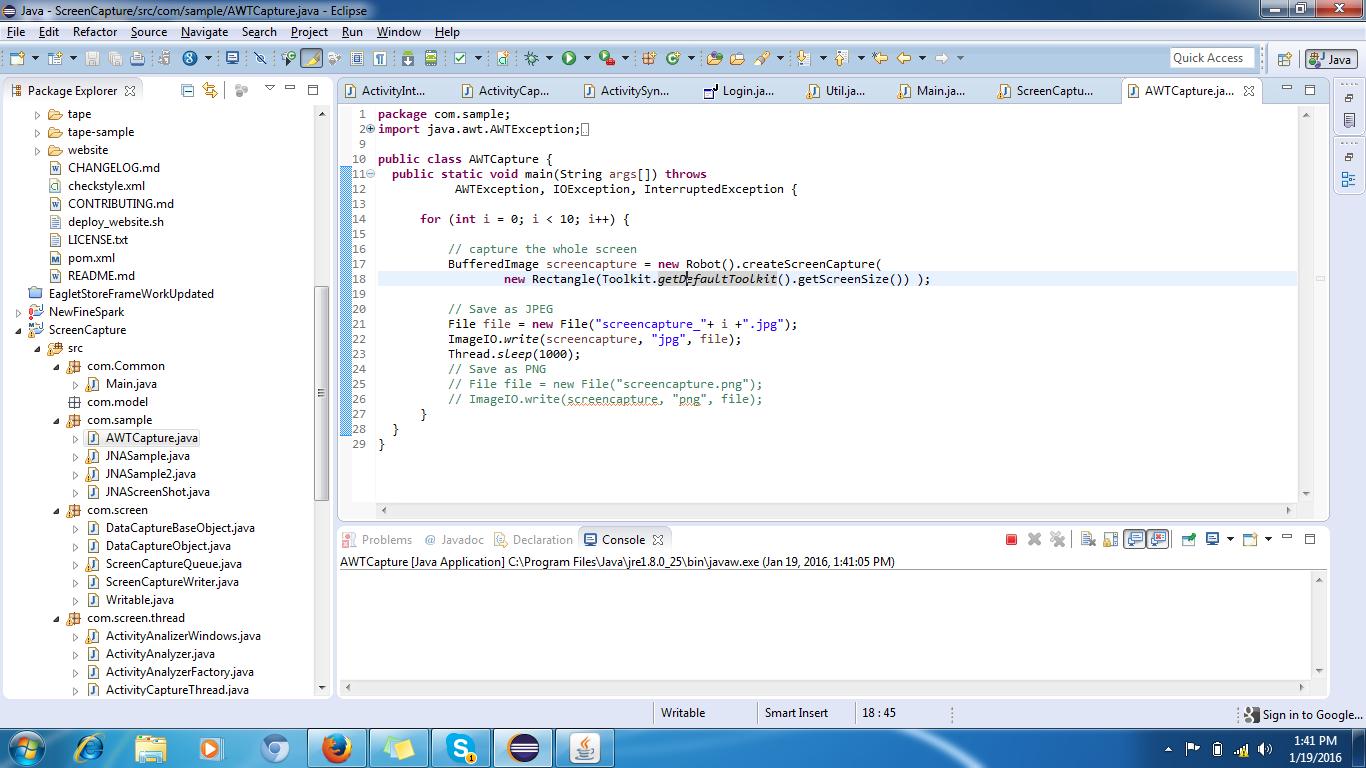 Java - ScreenCapture/src/com/sample/AWTCapture.java - Eclipse
File Edit Refactor Source Navigate Search Project Run Window Help
Quick Access
Java
Package Explorer
tape
tape-sample
website
CHANGELOG.md
checkstyle.xml
CONTRIBUTING.md
deploy_website.sh
LICENSE.txt
pom.xml
README.md
EagletStoreFrameWorkUpdated
NewFineSpark
ScreenCapture
src
com.Common
Main.java
com.model
com.sample
AWTCapture.java
JNASample.java
JNASample2.java
JNAScreenShot.java
com.screen
DataCaptureBaseObject.java
DataCaptureObject.java
ScreenCaptureQueue.java
ScreenCaptureWriter.java
Writable.java
com.screen.thread
ActivityAnalizerWindows.java
ActivityAnalyzer.java
ActivityAnalyzerFactory.java
ActivityCaptureThread.java
ActivityInt... ActivityCap... ActivitySyn... Login.ja... Util.ja... Main.ja... ScreenCaptu... AWTCapture.ja...
1 package com.sample;
2 import java.awt.AWTException;
9
10 public class AWTCapture {
11 public static void main(String args[]) throws
12 AWTException, IOException, InterruptedException {
13
14 for (int i = 0; i < 10; i++) {
15
16 // capture the whole screen
17 BufferedImage screencapture = new Robot().createScreenCapture(
18 new Rectangle(Toolkit.getDefaultToolkit().getScreenSize()) );
19
20 // Save as JPEG
21 File file = new File("screencapture_"+ i +".jpg");
22 ImageIO.write(screencapture, "jpg", file);
23 Thread.sleep(1000);
24 // Save as PNG
25 // File file = new File("screencapture.png");
26 // ImageIO.write(screencapture, "png", file);
27 }
28 }
29 }
Problems @ Javadoc Declaration Console
AWTCapture [Java Application] C:\Program Files\Java\jre1.8.0_25\bin\javaw.exe (Jan 19, 2016, 1:41:05 PM)
Writable Smart Insert 18 : 45 Sign in to Google...
1:41 PM
1/19/2016